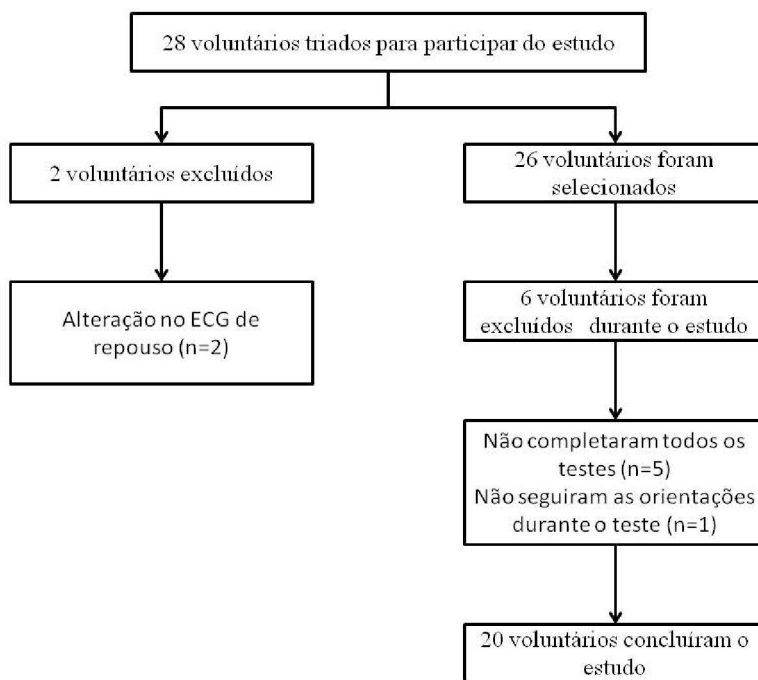 28 voluntários triados para participar do estudo
2 voluntários excluídos
26 voluntários foram
selecionados
Alteração no ECG de
repouso (n=2)
6 voluntários foram
excluídos durante o estudo
Não completaram todos os
testes (n=5)
Não seguiram as orientações
durante o teste (n=1)
20 voluntários concluíram o
estudo